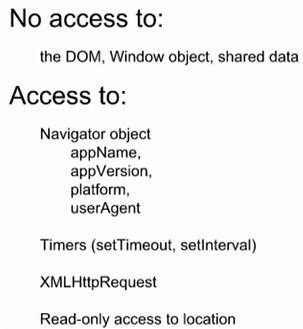 No access to:
the DOM, Window object, shared data
Access to:
Navigator object
appName,
appVersion,
platform,
userAgent
Timers (setTimeout, setInterval)
XMLHttpRequest
Read-only access to location